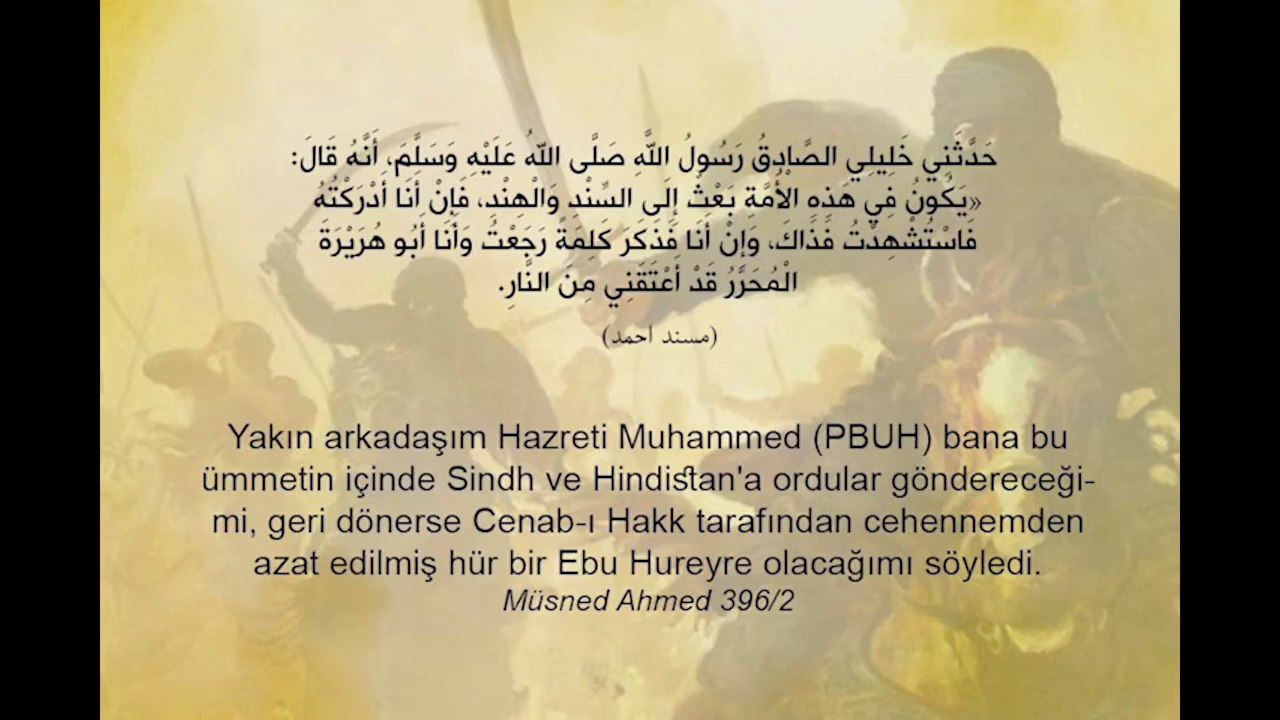 حَدَّثَنِي خَلِيلِي الصَّادِقُ رَسُولُ اللَّهِ صَلَّى اللهُ عَلَيْهِ وَسَلَّمَ، أَنَّهُ قَالَ:
«يَكُونُ فِي هَذِهِ الْأُمَّةِ بَعْثٌ إِلَى السِّنْدِ وَالْهِنْدِ، فَإِنْ أَنَا أَدْرَكْتُهُ
فَاسْتُشْهِدْتُ فَذَاكَ، وَإِنْ أَنَا فَذَكَرَ كَلِمَةً رَجَعْتُ وَأَنَا أَبُو هُرَيْرَةَ
الْمُحَرَّرُ قَدْ أَعْتَقَنِي مِنَ النَّارِ.
(مسند احمد)
Yakın arkadaşım Hazreti Muhammed (PBUH) bana bu
ümmetin içinde Sindh ve Hindistan'a ordular göndereceği-
mi, geri dönerse Cenab-ı Hakk tarafından cehennemden
azat edilmiş hür bir Ebu Hureyre olacağımı söyledi.
Müsned Ahmed 396/2